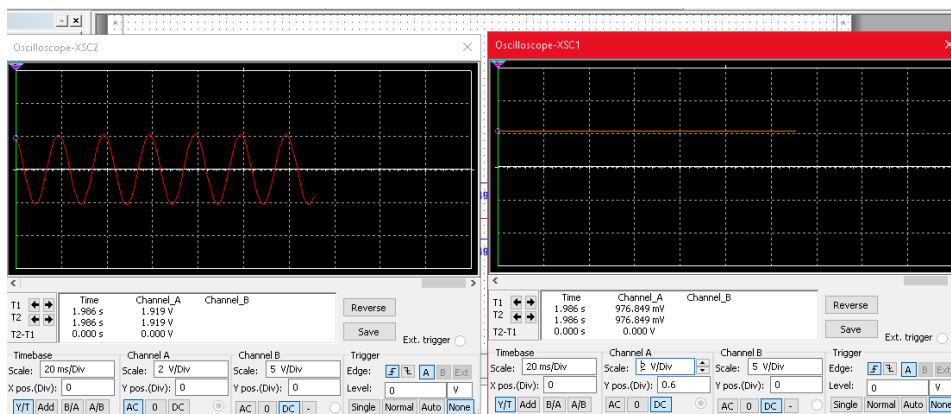 Oscilloscope-XSC2
T1
T2
T2-T1
Time Channel_A Channel_B
1.986 s 1.919 V
1.986 s 1.919 V
0.000 s 0.000 V
Reverse
Save
Ext. trigger
Timebase
Scale: 20 ms/Div
X pos.(Div): 0
Y/T Add B/A A/B
Channel A
Scale: 2 V/Div
Y pos.(Div): 0
AC 0 DC
Channel B
Scale: 5 V/Div
Y pos.(Div): 0
AC 0 DC -
Trigger
Edge: A B Ext
Level: 0 V
Single Normal Auto None
Oscilloscope-XSC1
T1
T2
T2-T1
Time Channel_A Channel_B
1.986 s 976.849 mV
1.986 s 976.849 mV
0.000 s 0.000 V
Reverse
Save
Ext. trigger
Timebase
Scale: 20 ms/Div
X pos.(Div): 0
Y/T Add B/A A/B
Channel A
Scale: 2 V/Div
Y pos.(Div): 0.6
AC 0 DC
Channel B
Scale: 5 V/Div
Y pos.(Div): 0
AC 0 DC -
Trigger
Edge: A B Ext
Level: 0 V
Single Normal Auto None